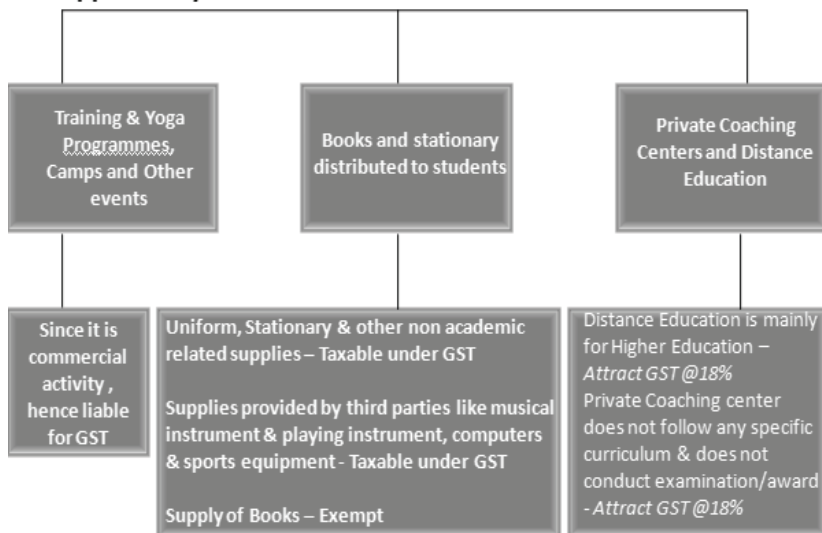 Training & Yoga
Programmes,
Camps and Other
events
Books and stationary
distributed to students
Private Coaching
Centers and Distance
Education
Since it is
commercial
activity ,
hence liable
for GST
Uniform, Stationary & other non academic
related supplies – Taxable under GST
Supplies provided by third parties like musical
instrument & playing instrument, computers
& sports equipment - Taxable under GST
Supply of Books – Exempt
Distance Education is mainly
for Higher Education –
Attract GST@18%
Private Coaching center
does not follow any specific
curriculum & does not
conduct examination/award
- Attract GST@18%